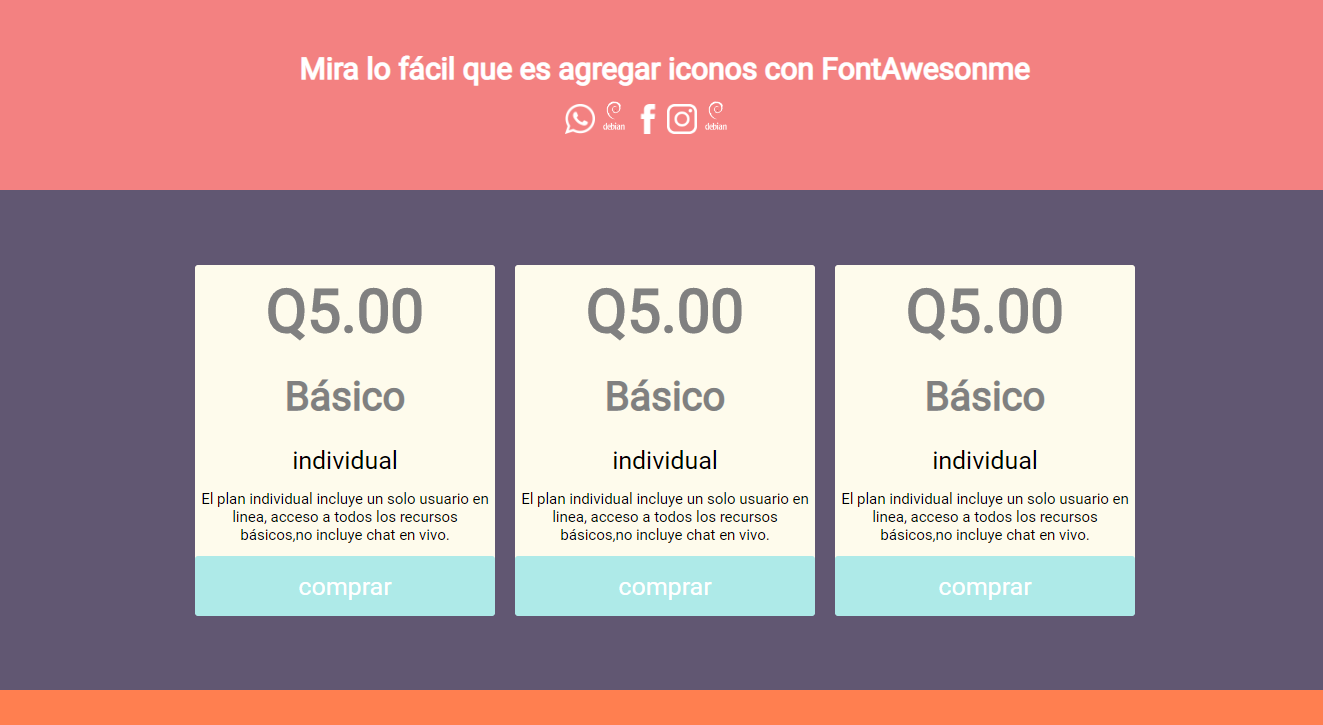 Mira lo fácil que es agregar iconos con FontAwesonme
debian debian
Q5.00 Q5.00 Q5.00
Básico Básico Básico
individual individual individual
El plan individual incluye un solo usuario en El plan individual incluye un solo usuario en El plan individual incluye un solo usuario en
linea, acceso a todos los recursos linea, acceso a todos los recursos linea, acceso a todos los recursos
básicos,no incluye chat en vivo. básicos,no incluye chat en vivo. básicos,no incluye chat en vivo.
comprar comprar comprar